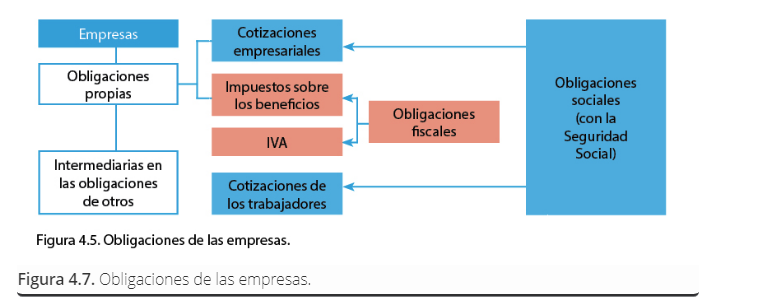 Empresas
Obligaciones
propias
Intermediarias en
las obligaciones
de otros
Cotizaciones
empresariales
Impuestos sobre
los beneficios
IVA
Cotizaciones de
los trabajadores
Obligaciones
fiscales
Obligaciones
sociales
(con la
Seguridad
Social)
Figura 4.5. Obligaciones de las empresas.
Figura 4.7. Obligaciones de las empresas.